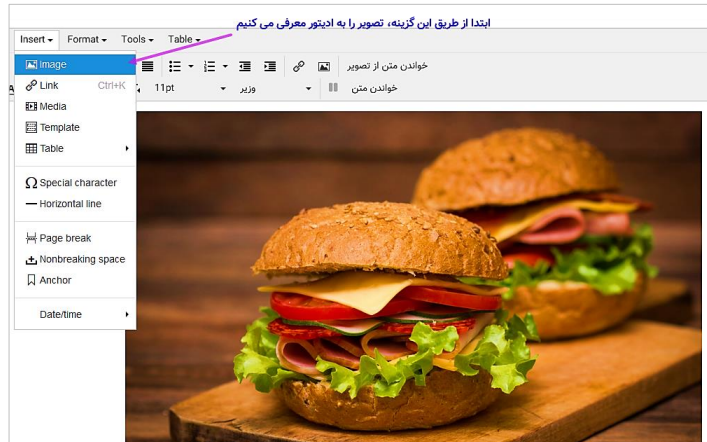 ابتدا از طریق این گزینه، تصویر را به ادیتور معرفی می کنیم
Insert Format Tools Table
Image
خواندن متن از تصویر
Link Ctrl+K
11pt وزیر خواندن متن
Media
Template
Table
Special character
Horizontal line
Page break
Nonbreaking space
Anchor
Date/time